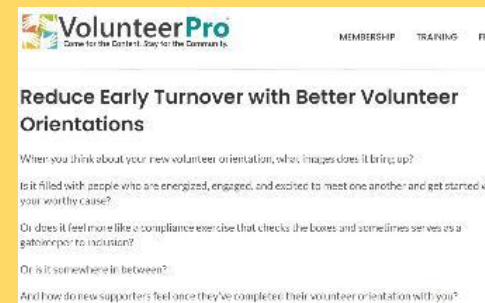 VolunteerPro
Come for the Content. Stay for the Community.
MEMBERSHIP TRAINING
Reduce Early Turnover with Better Volunteer
Orientations
When you think about your new volunteer orientation, what images does it bring up?
Is it filled with people who are energized, engaged, and excited to meet one another and get started
your worthy cause?
Or does it feel more like a compliance exercise that checks the boxes and sometimes serves as a
gatekeeper to inclusion?
Or is it somewhere in between?
And how do new supporters feel once they've completed their volunteer orientation with you?